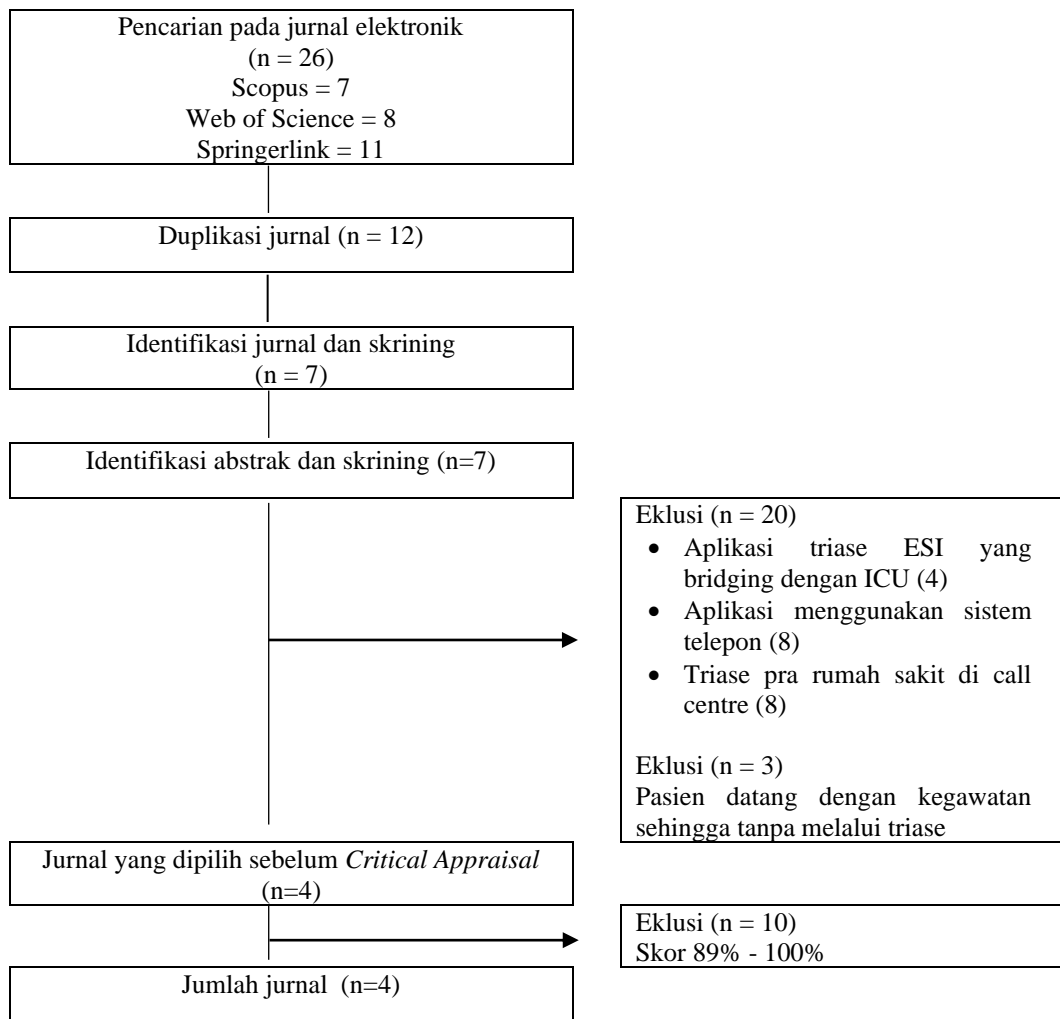 Pencarian pada jurnal elektronik
(n = 26)
Scopus = 7
Web of Science = 8
Springerlink = 11
Duplikasi jurnal (n = 12)
Identifikasi jurnal dan skrining
(n = 7)
Identifikasi abstrak dan skrining (n=7)
Eklusi (n = 20)
• Aplikasi triase ESI yang
bridging dengan ICU (4)
• Aplikasi menggunakan sistem
telepon (8)
• Triase pra rumah sakit di call
centre (8)
Eklusi (n = 3)
Pasien datang dengan kegawatan
sehingga tanpa melalui triase
Jurnal yang dipilih sebelum Critical Appraisal
(n=4)
Eklusi (n = 10)
Skor 89% - 100%
Jumlah jurnal (n=4)